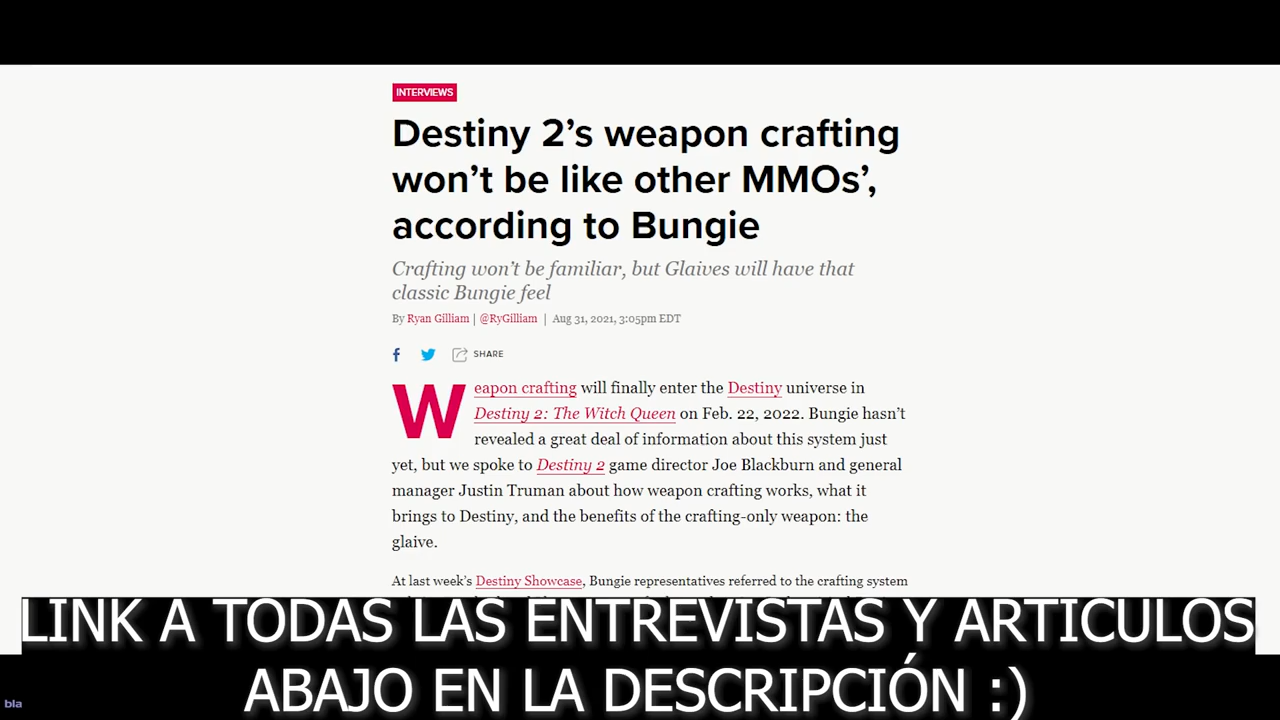 INTERVIEWS
Destiny 2’s weapon crafting
won’t be like other MMOs’,
according to Bungie
Crafting won’t be familiar, but Glaives will have that
classic Bungie feel
By Ryan Gilliam | @RyGilliam | Aug 31, 2021, 3:05pm EDT
SHARE
Weapon crafting will finally enter the Destiny universe in
Destiny 2: The Witch Queen on Feb. 22, 2022. Bungie hasn’t
revealed a great deal of information about this system just
yet, but we spoke to Destiny 2 game director Joe Blackburn and general
manager Justin Truman about how weapon crafting works, what it
brings to Destiny, and the benefits of the crafting-only weapon: the
glaive.
At last week’s Destiny Showcase, Bungie representatives referred to the crafting system
LINK A TODAS LAS ENTREVISTAS Y ARTICULOS
ABAJO EN LA DESCRIPCIÓN :)
bla